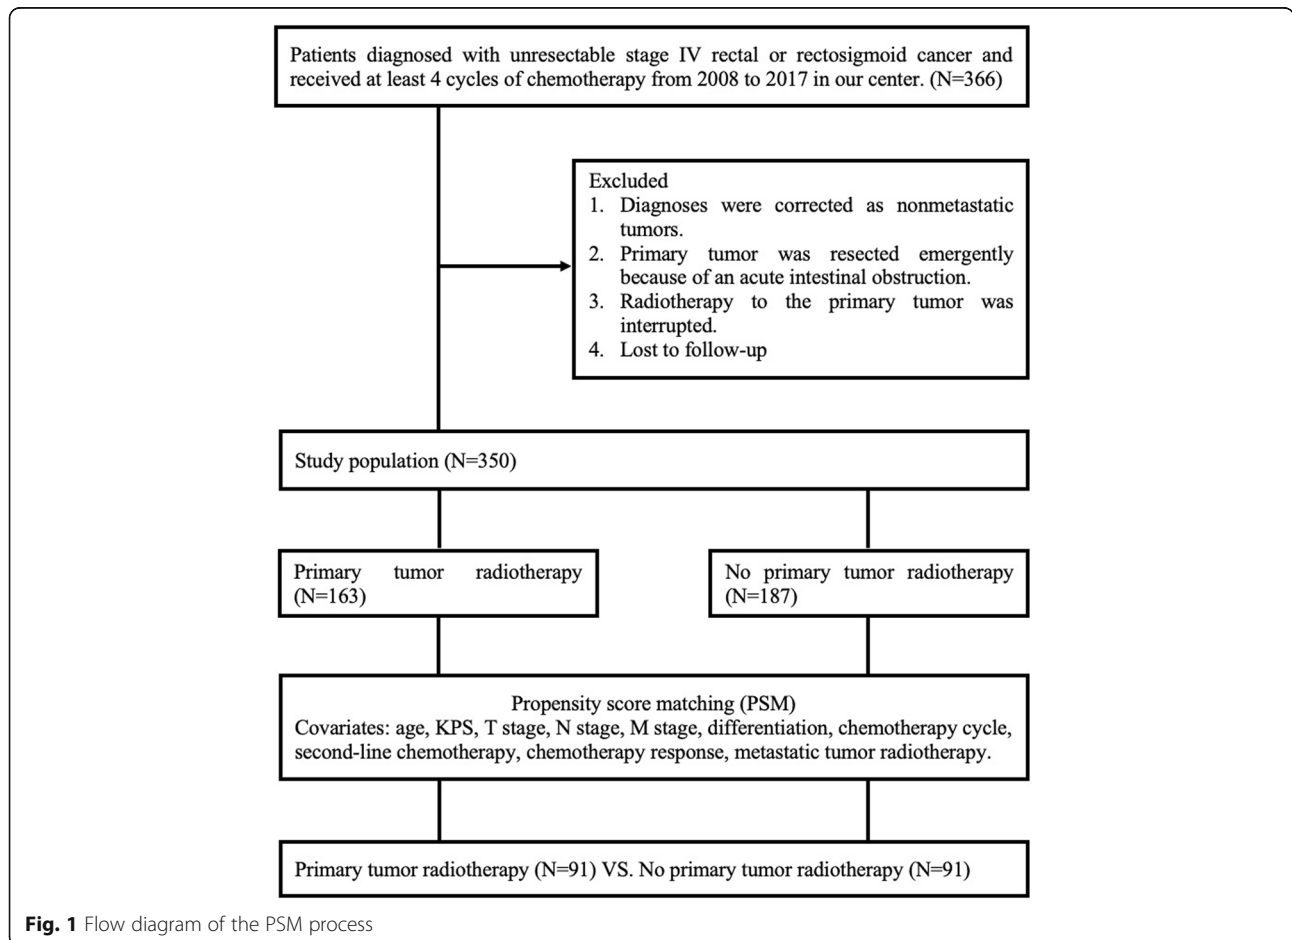 Patients diagnosed with unresectable stage IV rectal or rectosigmoid cancer and
received at least 4 cycles of chemotherapy from 2008 to 2017 in our center. (N=366)
Excluded
1. Diagnoses were corrected as nonmetastatic
tumors.
2. Primary tumor was resected emergently
because of an acute intestinal obstruction.
3. Radiotherapy to the primary tumor was
interrupted.
4. Lost to follow-up
Study population (N=350)
Primary tumor radiotherapy
(N=163)
No primary tumor radiotherapy
(N=187)
Propensity score matching (PSM)
Covariates: age, KPS, T stage, N stage, M stage, differentiation, chemotherapy cycle,
second-line chemotherapy, chemotherapy response, metastatic tumor radiotherapy.
Primary tumor radiotherapy (N=91) VS. No primary tumor radiotherapy (N=91)
Fig. 1 Flow diagram of the PSM process